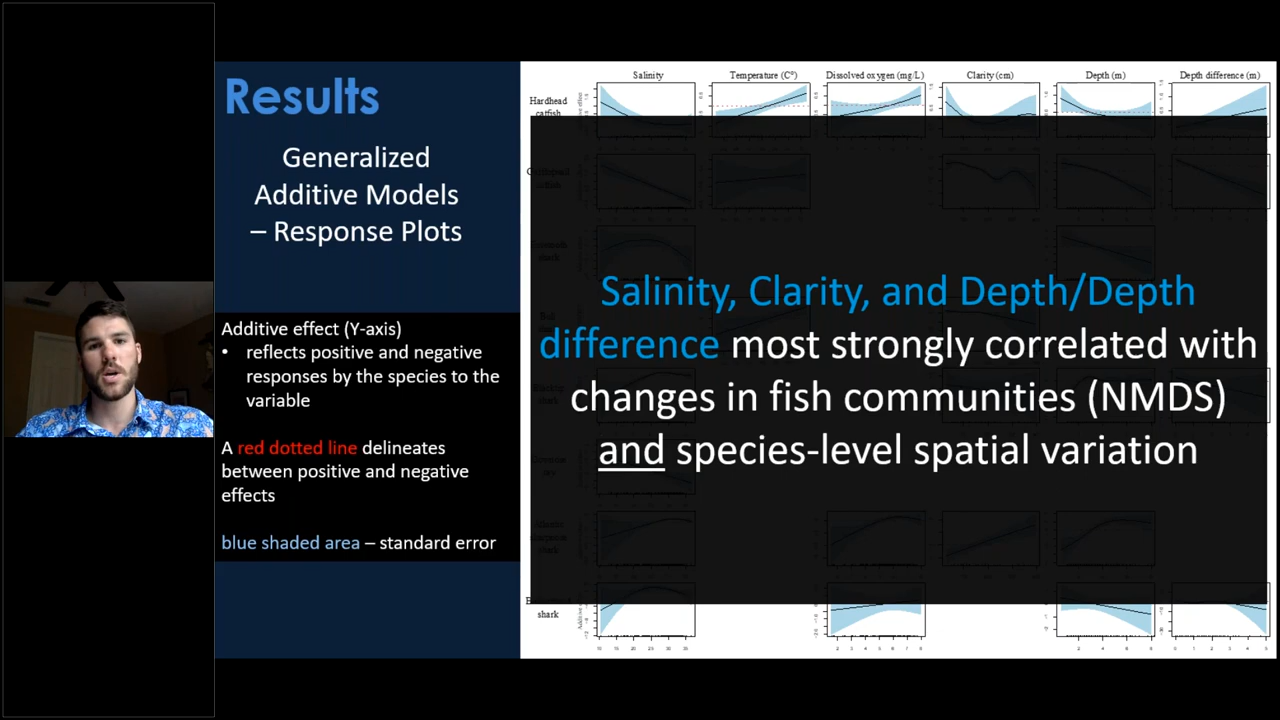 Results
Generalized
Additive Models
– Response Plots
Additive effect (Y-axis)
• reflects positive and negative
responses by the species to the
variable
A red dotted line delineates
between positive and negative
effects
blue shaded area – standard error
Salinity
Temperature (C°)
Dissolved oxygen (mg/L)
Clarity (cm)
Depth (m)
Depth difference (m)
Hardhead
catfish
Salinity, Clarity, and Depth/Depth
difference most strongly correlated with
changes in fish communities (NMDS)
and species-level spatial variation
shark